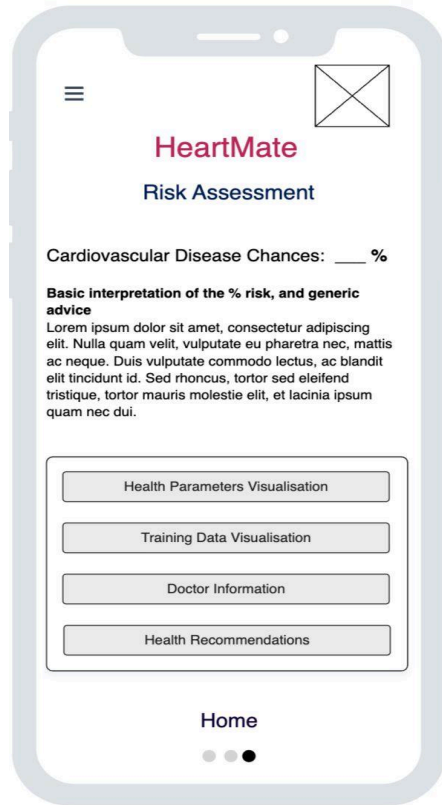 HeartMate
Risk Assessment
Cardiovascular Disease Chances: ___ %
Basic interpretation of the % risk, and generic
advice
Lorem ipsum dolor sit amet, consectetur adipiscing
elit. Nulla quam velit, vulputate eu pharetra nec, mattis
ac neque. Duis vulputate commodo lectus, ac blandit
elit tincidunt id. Sed rhoncus, tortor sed eleifend
tristique, tortor mauris molestie elit, et lacinia ipsum
quam nec dui.
Health Parameters Visualisation
Training Data Visualisation
Doctor Information
Health Recommendations
Home